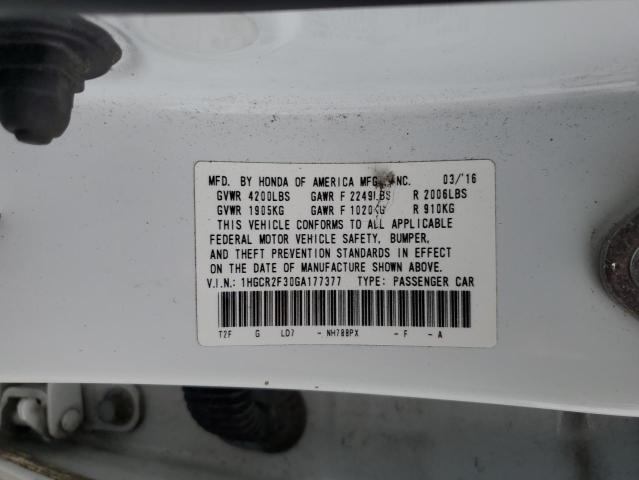 MFD. BY HONDA OF AMERICA MFG., INC. 03/'16
GVWR 4200LBS GAWR F 2249LBS R 2006LBS
GVWR 1905KG GAWR F 1020KG R 910KG
THIS VEHICLE CONFORMS TO ALL APPLICABLE
FEDERAL MOTOR VEHICLE SAFETY, BUMPER,
AND THEFT PREVENTION STANDARDS IN EFFECT
ON THE DATE OF MANUFACTURE SHOWN ABOVE.
V.I.N.: 1HGCR2F30GA177377 TYPE: PASSENGER CAR
T2F G LD7 - NH788PX - F - A